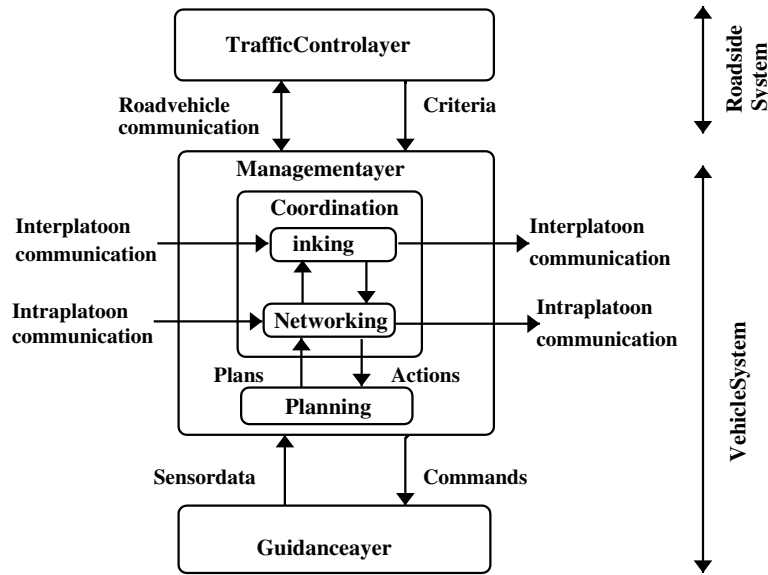 TrafficControlayer
Roadvehicle
communication
Criteria
Roadside
System
Managementayer
Coordination
Interplatoon
communication
inking
Interplatoon
communication
Intraplatoon
communication
Networking
Intraplatoon
communication
Plans
Actions
Planning
VehicleSystem
Sensordata
Commands
Guidanceayer